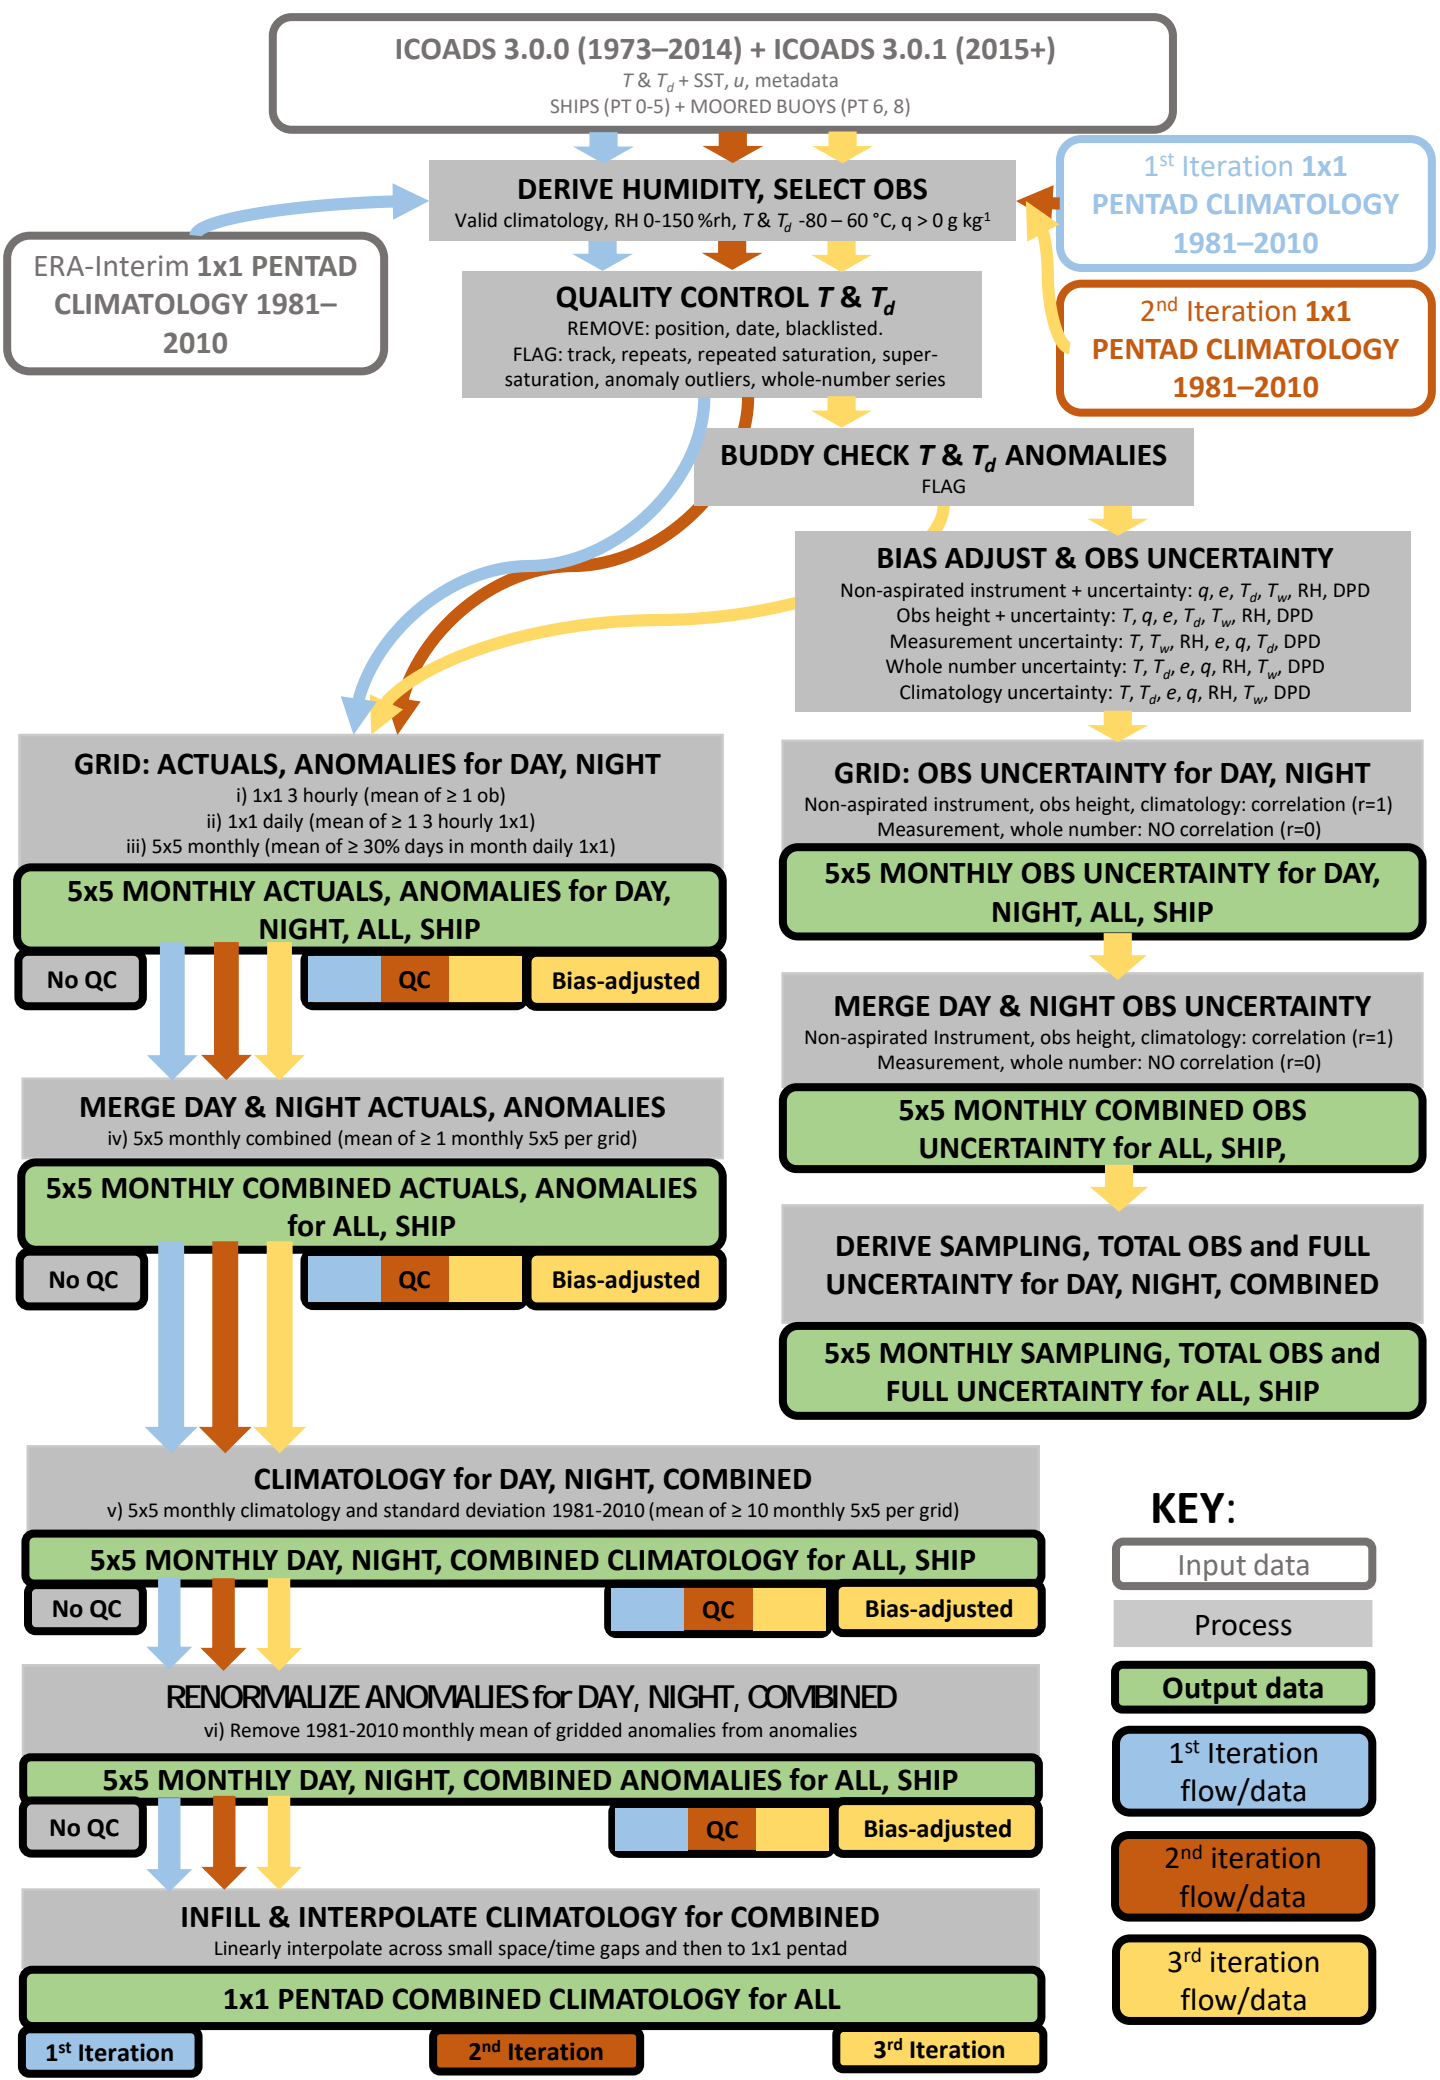 ICOADS 3.0.0 (1973–2014) + ICOADS 3.0.1 (2015+)
T & Td + SST, u, metadata
SHIPS (PT 0-5) + MOORED BUOYS (PT 6, 8)
DERIVE HUMIDITY, SELECT OBS
Valid climatology, RH 0-150 %rh, T & Td -80 – 60 °C, q > 0 g kg¹
1st Iteration 1x1
PENTAD CLIMATOLOGY
1981–2010
ERA-Interim 1x1 PENTAD
CLIMATOLOGY 1981–
2010
QUALITY CONTROL T & Td
REMOVE: position, date, blacklisted.
FLAG: track, repeats, repeated saturation, super-
saturation, anomaly outliers, whole-number series
2nd Iteration 1x1
PENTAD CLIMATOLOGY
1981–2010
BUDDY CHECK T & Td ANOMALIES
FLAG
BIAS ADJUST & OBS UNCERTAINTY
Non-aspirated instrument + uncertainty: q, e, Td, Tw, RH, DPD
Obs height + uncertainty: T, q, e, Td, Tw, RH, DPD
Measurement uncertainty: T, Tw, RH, e, q, Td, DPD
Whole number uncertainty: T, Td, e, q, RH, Tw, DPD
Climatology uncertainty: T, Td, e, q, RH, Tw, DPD
GRID: ACTUALS, ANOMALIES for DAY, NIGHT
i) 1x1 3 hourly (mean of ≥ 1 ob)
ii) 1x1 daily (mean of ≥ 1 3 hourly 1x1)
iii) 5x5 monthly (mean of ≥ 30% days in month daily 1x1)
5x5 MONTHLY ACTUALS, ANOMALIES for DAY,
NIGHT, ALL, SHIP
No QC
QC
Bias-adjusted
GRID: OBS UNCERTAINTY for DAY, NIGHT
Non-aspirated instrument, obs height, climatology: correlation (r=1)
Measurement, whole number: NO correlation (r=0)
5x5 MONTHLY OBS UNCERTAINTY for DAY,
NIGHT, ALL, SHIP
MERGE DAY & NIGHT OBS UNCERTAINTY
Non-aspirated Instrument, obs height, climatology: correlation (r=1)
Measurement, whole number: NO correlation (r=0)
5x5 MONTHLY COMBINED OBS
UNCERTAINTY for ALL, SHIP,
MERGE DAY & NIGHT ACTUALS, ANOMALIES
iv) 5x5 monthly combined (mean of ≥ 1 monthly 5x5 per grid)
5x5 MONTHLY COMBINED ACTUALS, ANOMALIES
for ALL, SHIP
No QC
QC
Bias-adjusted
DERIVE SAMPLING, TOTAL OBS and FULL
UNCERTAINTY for DAY, NIGHT, COMBINED
5x5 MONTHLY SAMPLING, TOTAL OBS and
FULL UNCERTAINTY for ALL, SHIP
CLIMATOLOGY for DAY, NIGHT, COMBINED
v) 5x5 monthly climatology and standard deviation 1981-2010 (mean of ≥ 10 monthly 5x5 per grid)
5x5 MONTHLY DAY, NIGHT, COMBINED CLIMATOLOGY for ALL, SHIP
No QC
QC
Bias-adjusted
RENORMALIZE ANOMALIES for DAY, NIGHT, COMBINED
vi) Remove 1981-2010 monthly mean of gridded anomalies from anomalies
5x5 MONTHLY DAY, NIGHT, COMBINED ANOMALIES for ALL, SHIP
No QC
QC
Bias-adjusted
INFILL & INTERPOLATE CLIMATOLOGY for COMBINED
Linearly interpolate across small space/time gaps and then to 1x1 pentad
1x1 PENTAD COMBINED CLIMATOLOGY for ALL
1st Iteration
2nd Iteration
3rd Iteration
KEY:
Input data
Process
Output data
1st Iteration
flow/data
2nd iteration
flow/data
3rd iteration
flow/data